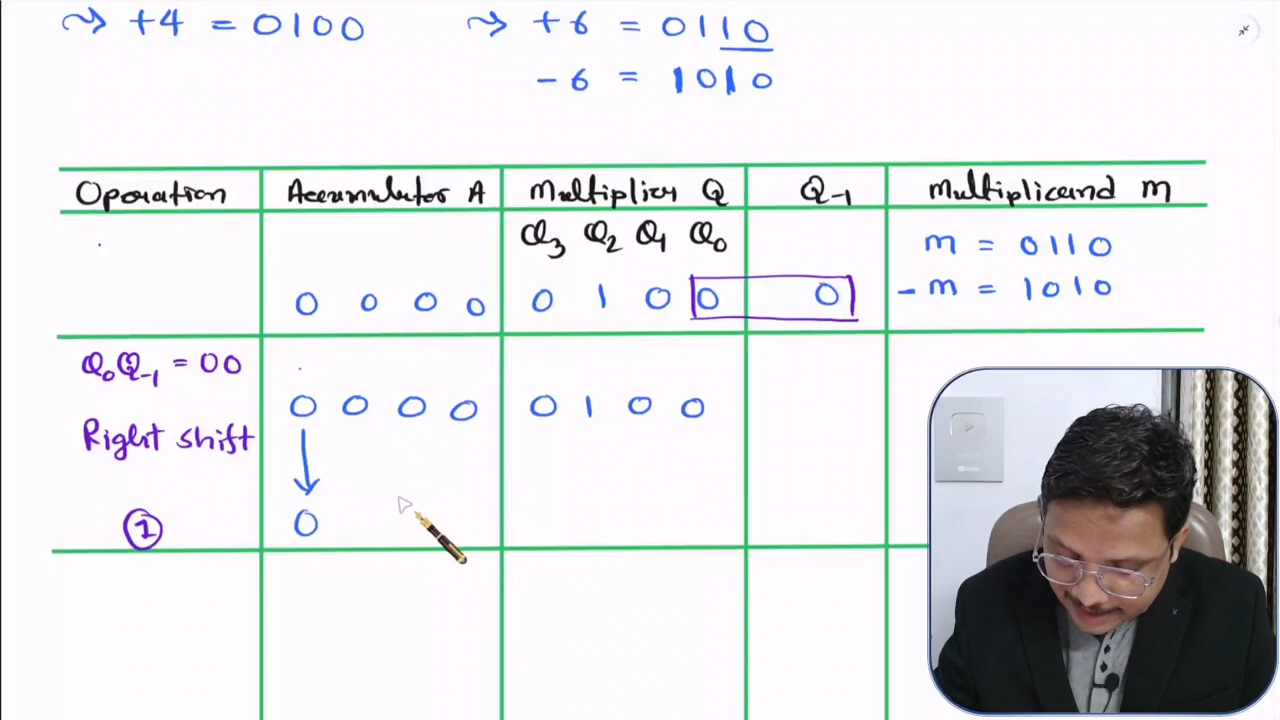 ⤳ +4 = 0100
⤳ +6 = 0110
-6 = 1010
Operation Accumulator A Multiplier Q Q-1 Multiplicand M
Q3 Q2 Q1 Q0
M = 0110
0 0 0 0 0 1 0 0 0
-M = 1010
Q0Q-1 = 00
0 0 0 0 0 1 0 0
Right shift
① 0